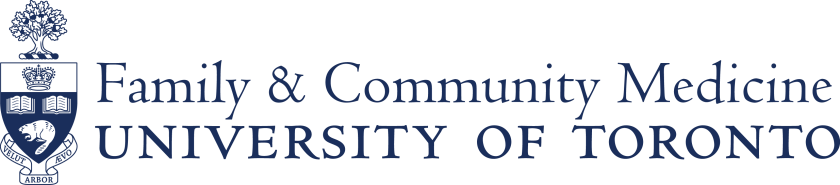 Family & Community Medicine
UNIVERSITY OF TORONTO
VELUT ARBOR ÆVO